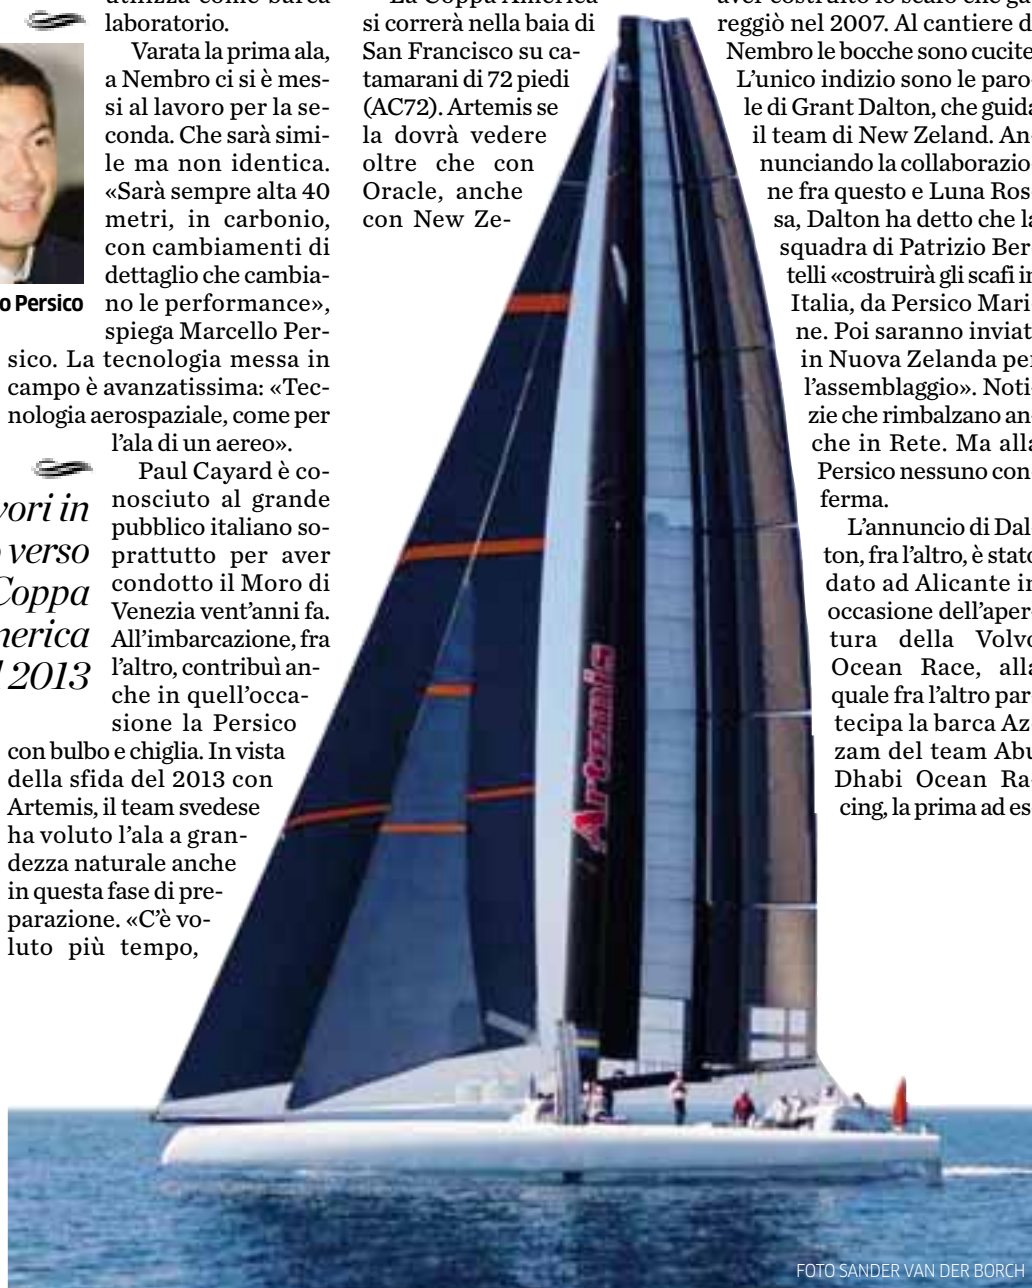 laboratorio.
Varata la prima ala,
a Nembro ci si è mes-
si al lavoro per la se-
conda. Che sarà simi-
le ma non identica.
«Sarà sempre alta 40
metri, in carbonio,
con cambiamenti di
dettaglio che cambia-
no le performance»,
spiega Marcello Per-
sico. La tecnologia messa in
campo è avanzatissima: «Tec-
nologia aerospaziale, come per
l'ala di un aereo».
Paul Cayard è co-
nosciuto al grande
pubblico italiano so-
prattutto per aver
condotto il Moro di
Venezia vent'anni fa.
All'imbarcazione, fra
l'altro, contribuì an-
che in quell'occa-
sione la Persico
con bulbo e chiglia. In vista
della sfida del 2013 con
Artemis, il team svedese
ha voluto l'ala a gran-
dezza naturale anche
in questa fase di pre-
parazione. «C'è vo-
luto più tempo,
o Persico
vori in
verso
Coppa
merica
2013
La Coppa America
si correrà nella baia di
San Francisco su ca-
tamarani di 72 piedi
(AC72). Artemis se
la dovrà vedere
oltre che con
Oracle, anche
con New Ze-
aver costruito lo scafo che ga
reggiò nel 2007. Al cantiere d
Nembro le bocche sono cucite
L'unico indizio sono le paro-
le di Grant Dalton, che guida
il team di New Zeland. An-
nunciando la collaborazio-
ne fra questo e Luna Ros-
sa, Dalton ha detto che la
squadra di Patrizio Ber-
telli «costruirà gli scafi in
Italia, da Persico Mari-
ne. Poi saranno inviat
in Nuova Zelanda per
l'assemblaggio». Noti-
zie che rimbalzano an-
che in Rete. Ma alla
Persico nessuno con-
ferma.
L'annuncio di Dal-
ton, fra l'altro, è stato
dato ad Alicante in
occasione dell'aper-
tura della Volvo
Ocean Race, alla
quale fra l'altro par-
tecipa la barca Az-
zam del team Abu
Dhabi Ocean Ra-
cing, la prima ad es-
Artemis
FOTO SANDER VAN DER BORCH